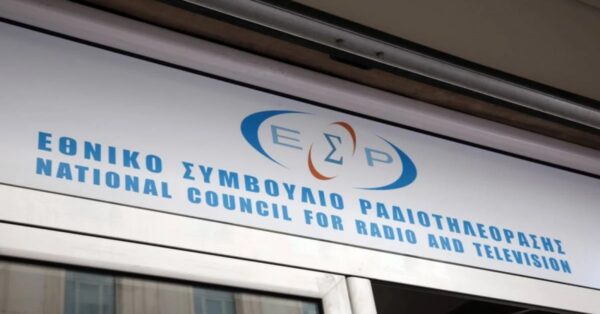 ΕΣΡ
ΕΘΝΙΚΟ ΣΥΜΒΟΥΛΙΟ ΡΑΔΙΟΤΗΛΕΟΡΑΣΗΣ
NATIONAL COUNCIL FOR RADIO AND TELEVISION